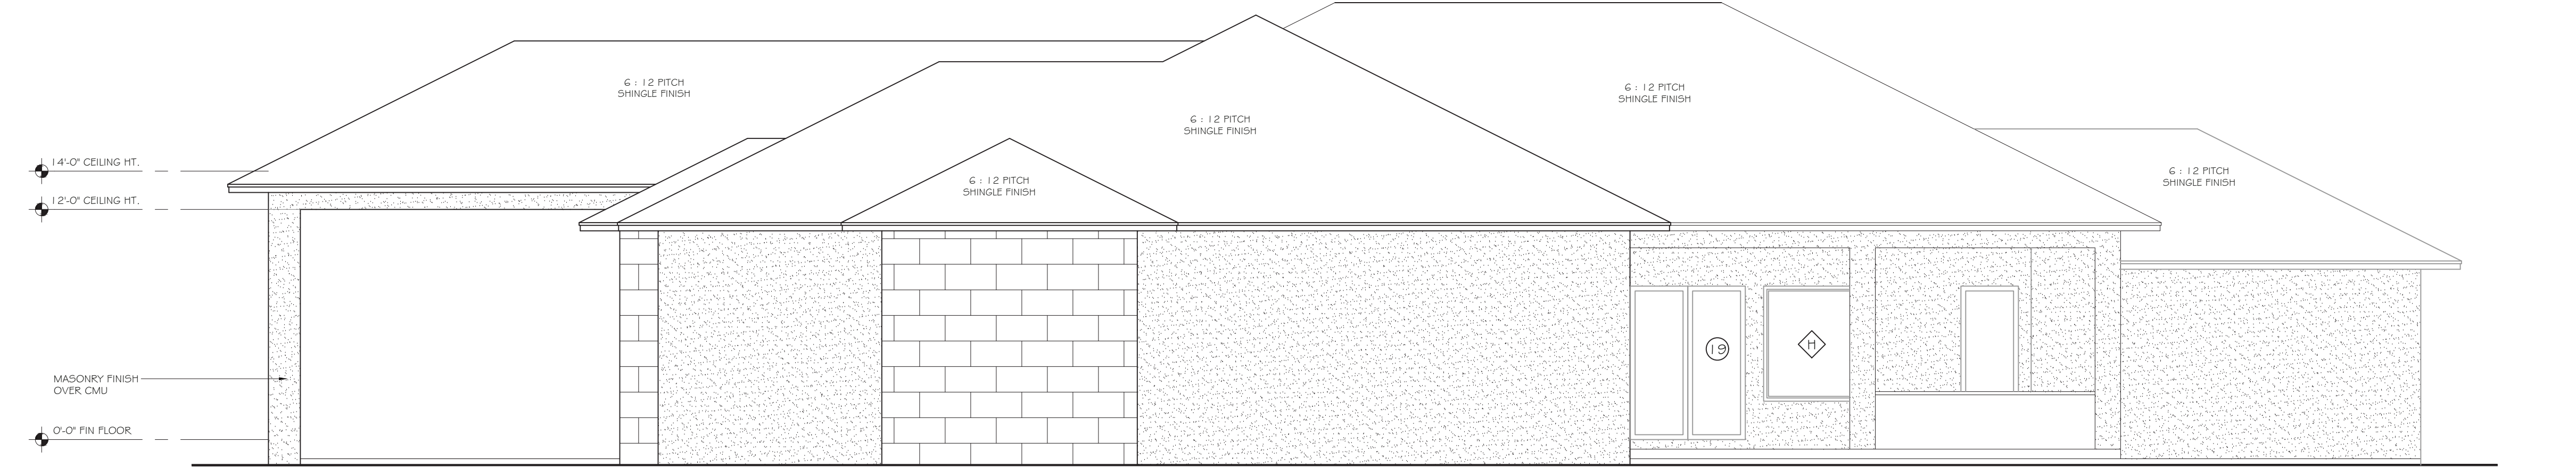 6 : 12 PITCH
SHINGLE FINISH
6 : 12 PITCH
SHINGLE FINISH
6 : 12 PITCH
SHINGLE FINISH
14'-0" CEILING HT.
6 : 12 PITCH
SHINGLE FINISH
6 : 12 PITCH
SHINGLE FINISH
12'-0" CEILING HT.
19
H
MASONRY FINISH
OVER CMU
0'-0" FIN FLOOR